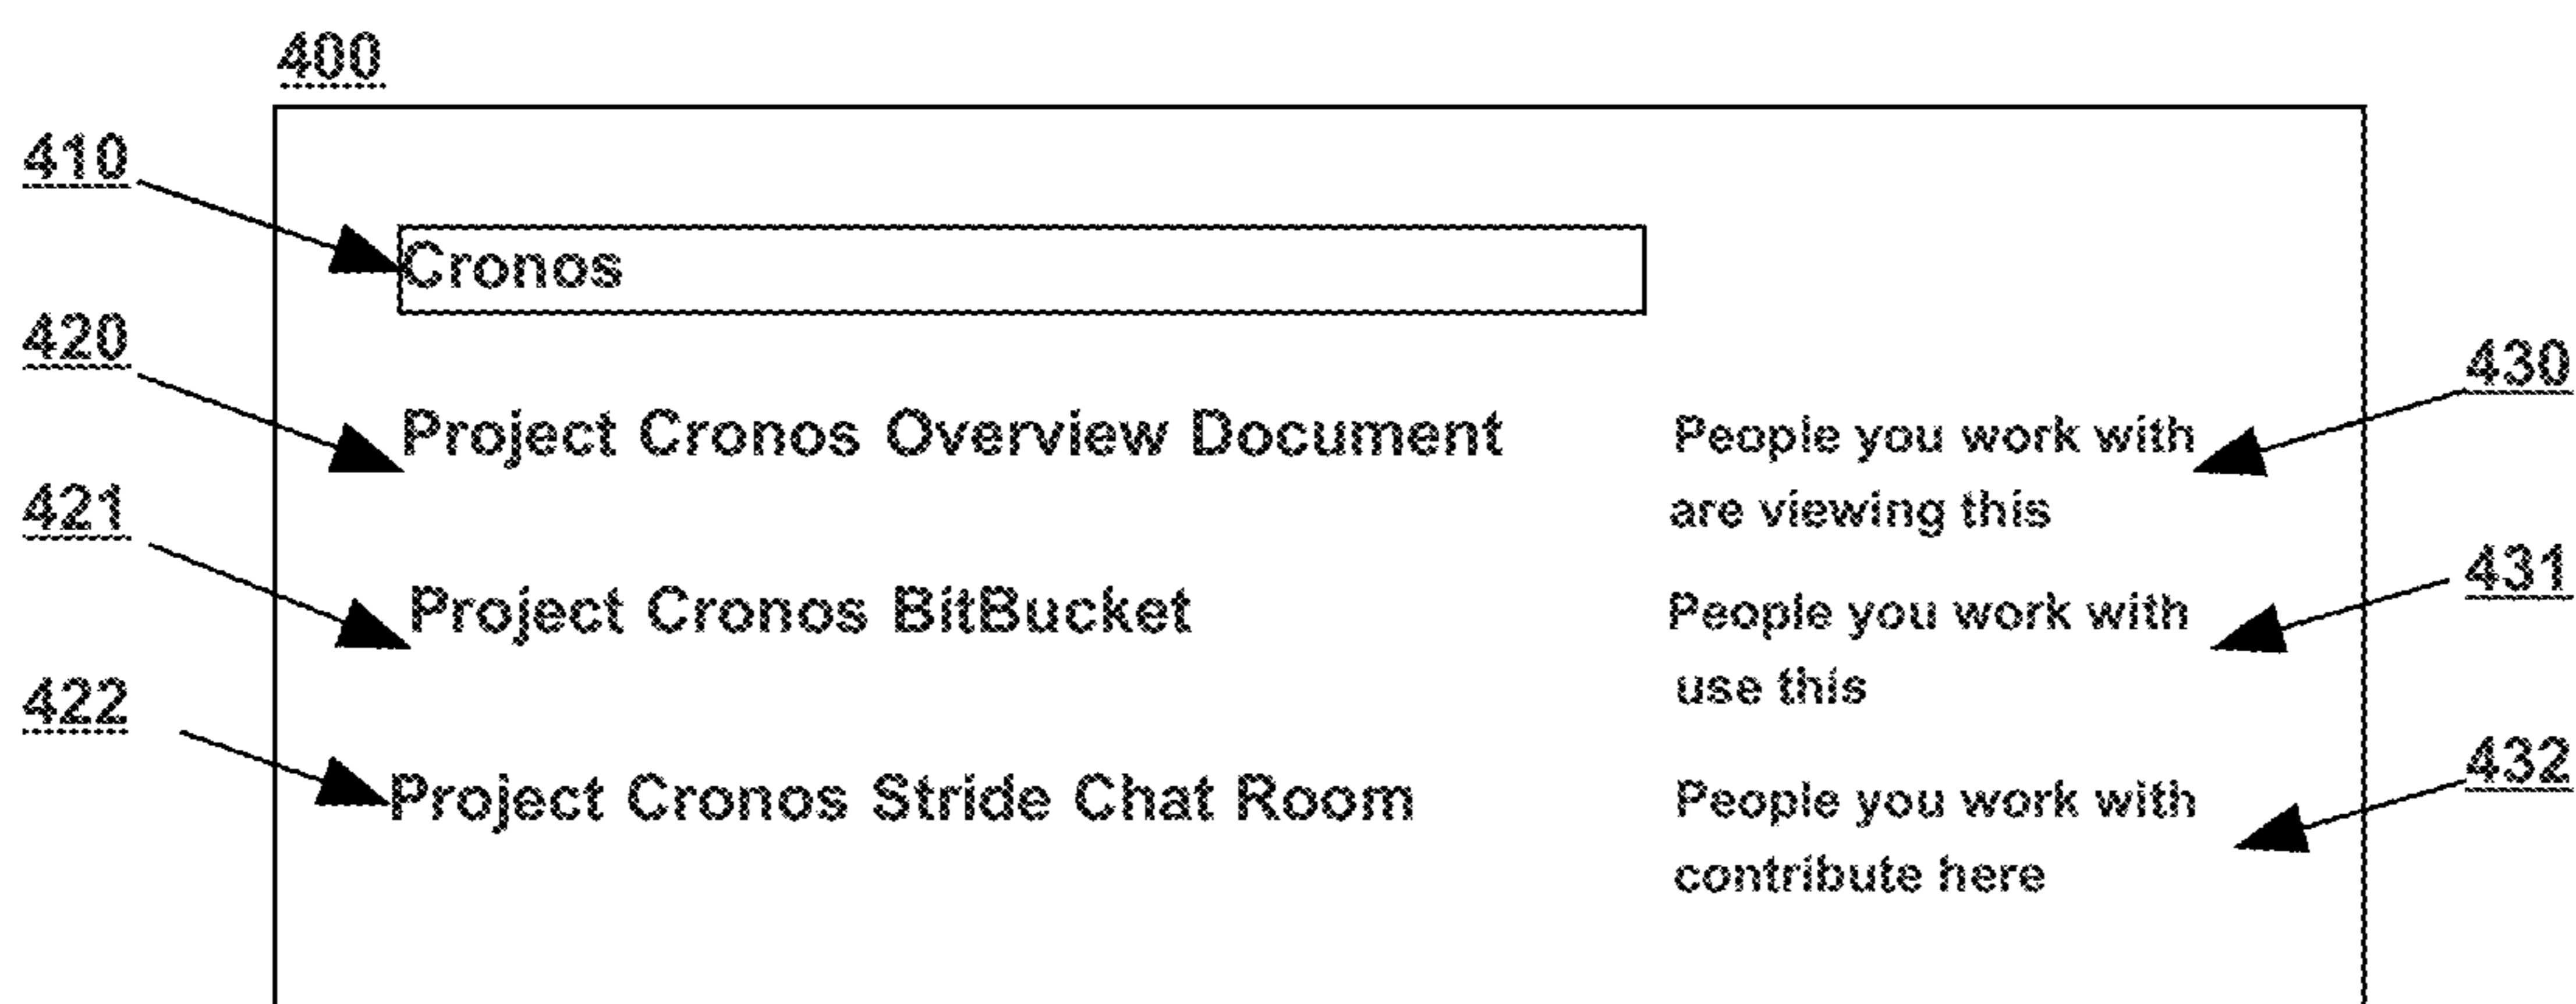 400
410
Cronos
420
430
Project Cronos Overview Document
People you work with
are viewing this
421
431
Project Cronos BitBucket
People you work with
use this
422
432
Project Cronos Stride Chat Room
People you work with
contribute here